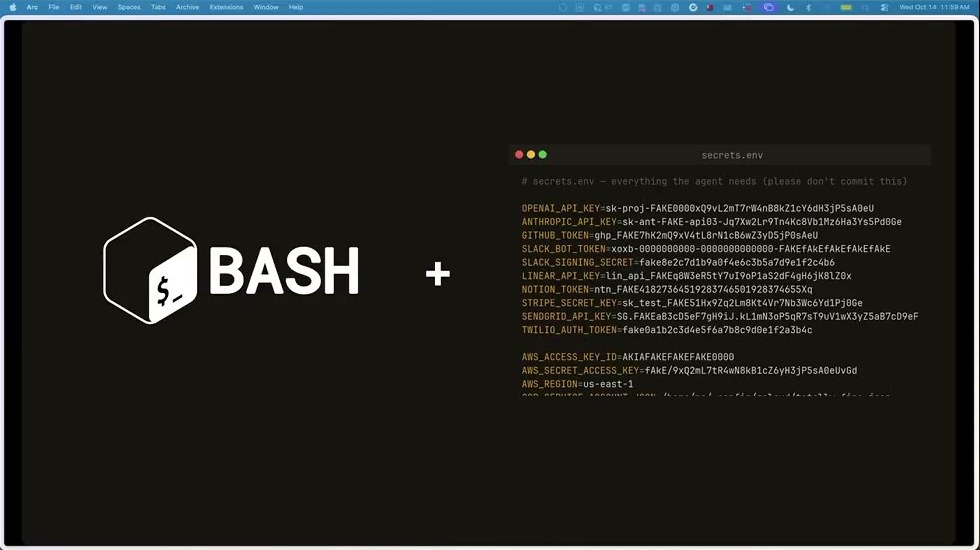 Arc File Edit View Spaces Tabs Archive Extensions Window Help
Wed Oct 14 11:59 AM
secrets.env
# secrets.env — everything the agent needs (please don't commit this)
OPENAI_API_KEY=sk-proj-FAKE0000xQ9vL2mT7rW4nB8kZ1cY6dH3jP5sA0eU
ANTHROPIC_API_KEY=sk-ant-FAKE-api03-Jq7Xw2Lr9Tn4Kc8Vb1Mz6Ha3Ys5Pd0Ge
GITHUB_TOKEN=ghp_FAKE7hK2mQ9xV4tL8rN1cB6wZ3yD5jP0sAeU
SLACK_BOT_TOKEN=xoxb-0000000000-0000000000000-FAKEfAkEfAkEfAkEfAkE
SLACK_SIGNING_SECRET=fake8e2c7d1b9a0f4e6c3b5a7d9e1f2c4b6
LINEAR_API_KEY=lin_api_FAKEq8W3eR5tY7uI9oP1aS2dF4gH6jK8lZ0x
NOTION_TOKEN=ntn_FAKE418273645192837465019283746​55Xq
STRIPE_SECRET_KEY=sk_test_FAKE51Hx9Zq2Lm8Kt4Vr7Nb3Wc6Yd1Pj0Ge
SENDGRID_API_KEY=SG.FAKEaB3cD5eF7gH9iJ.kL1mN3oP5qR7sT9uV1wX3yZ5aB7cD9eF
TWILIO_AUTH_TOKEN=fake0a1b2c3d4e5f6a7b8c9d0e1f2a3b4c
$_ BASH +
AWS_ACCESS_KEY_ID=AKIAFAKEFAKEFAKE0000
AWS_SECRET_ACCESS_KEY=fAkE/9xQ2mL7tR4wN8kB1cZ6yH3jP5sA0eUvGd
AWS_REGION=us-east-1